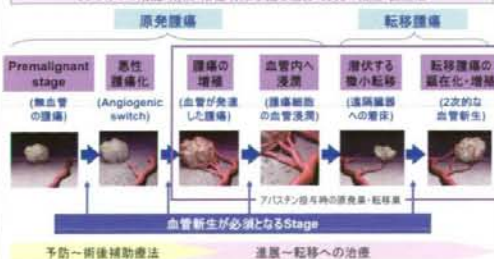 原発腫瘍
転移腫瘍
Premalignant stage
(無血管の腫瘍)
悪性腫瘍化
(Angiogenic switch)
腫瘍の増殖
(血管が発達した腫瘍)
血管内へ浸潤
(腫瘍細胞の血管浸潤)
潜伏する微小転移
(遠隔臓器への着床)
転移腫瘍の顕在化・増殖
(2次的な血管新生)
アバスチン投与時の原発巣・転移巣
血管新生が必須となるStage
予防～術後補助療法
進展～転移への治療